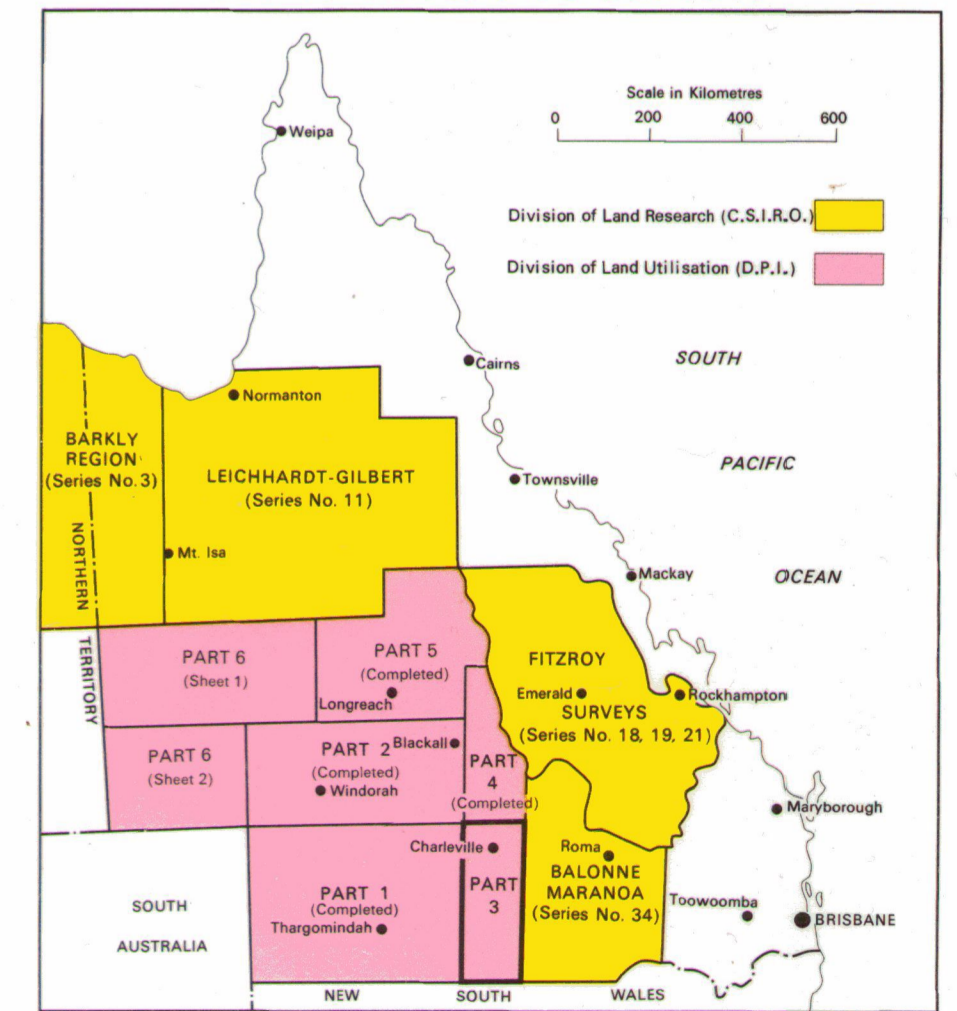 Scale in Kilometres
0 200 400 600
Weipa
Division of Land Research (C.S.I.R.O.)
Division of Land Utilisation (D.P.I.)
SOUTH
PACIFIC
OCEAN
Cairns
Normanton
BARKLY
REGION
(Series No. 3)
LEICHHARDT-GILBERT
(Series No. 11)
Townsville
NORTHERN
TERRITORY
Mt. Isa
Mackay
PART 6
(Sheet 1)
PART 5
(Completed)
Longreach
FITZROY
Emerald
Rockhampton
SURVEYS
(Series No. 18, 19, 21)
PART 6
(Sheet 2)
PART 2
(Completed)
Blackall
Windorah
PART
4
(Completed)
Maryborough
Charleville
PART
3
Roma
BALONNE
MARANOA
(Series No. 34)
PART 1
(Completed)
Thargomindah
Toowoomba
BRISBANE
SOUTH
AUSTRALIA
NEW SOUTH WALES